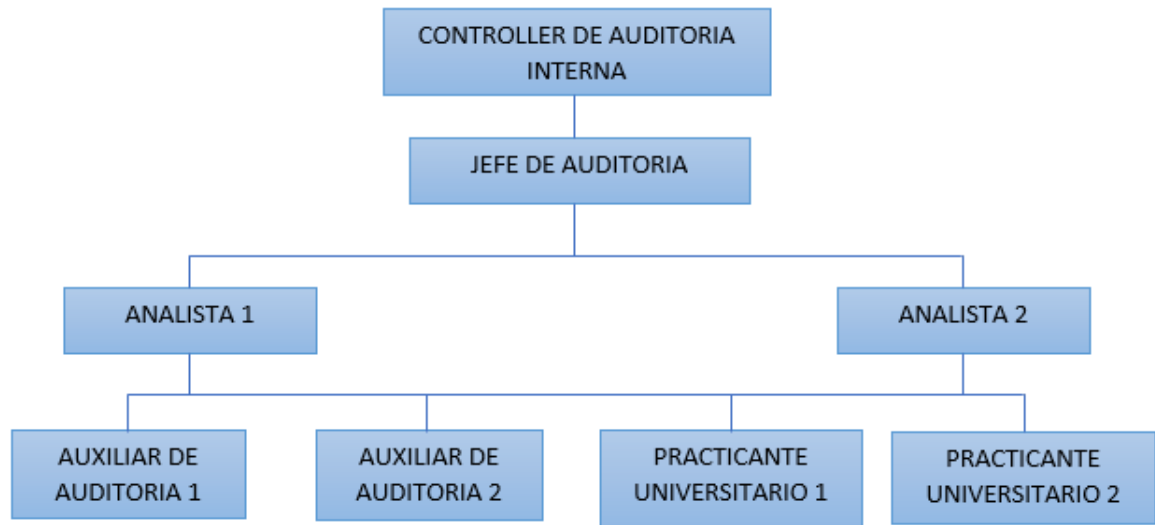 CONTROLLER DE AUDITORIA
INTERNA
JEFE DE AUDITORIA
ANALISTA 1
ANALISTA 2
AUXILIAR DE
AUDITORIA 1
AUXILIAR DE
AUDITORIA 2
PRACTICANTE
UNIVERSITARIO 1
PRACTICANTE
UNIVERSITARIO 2